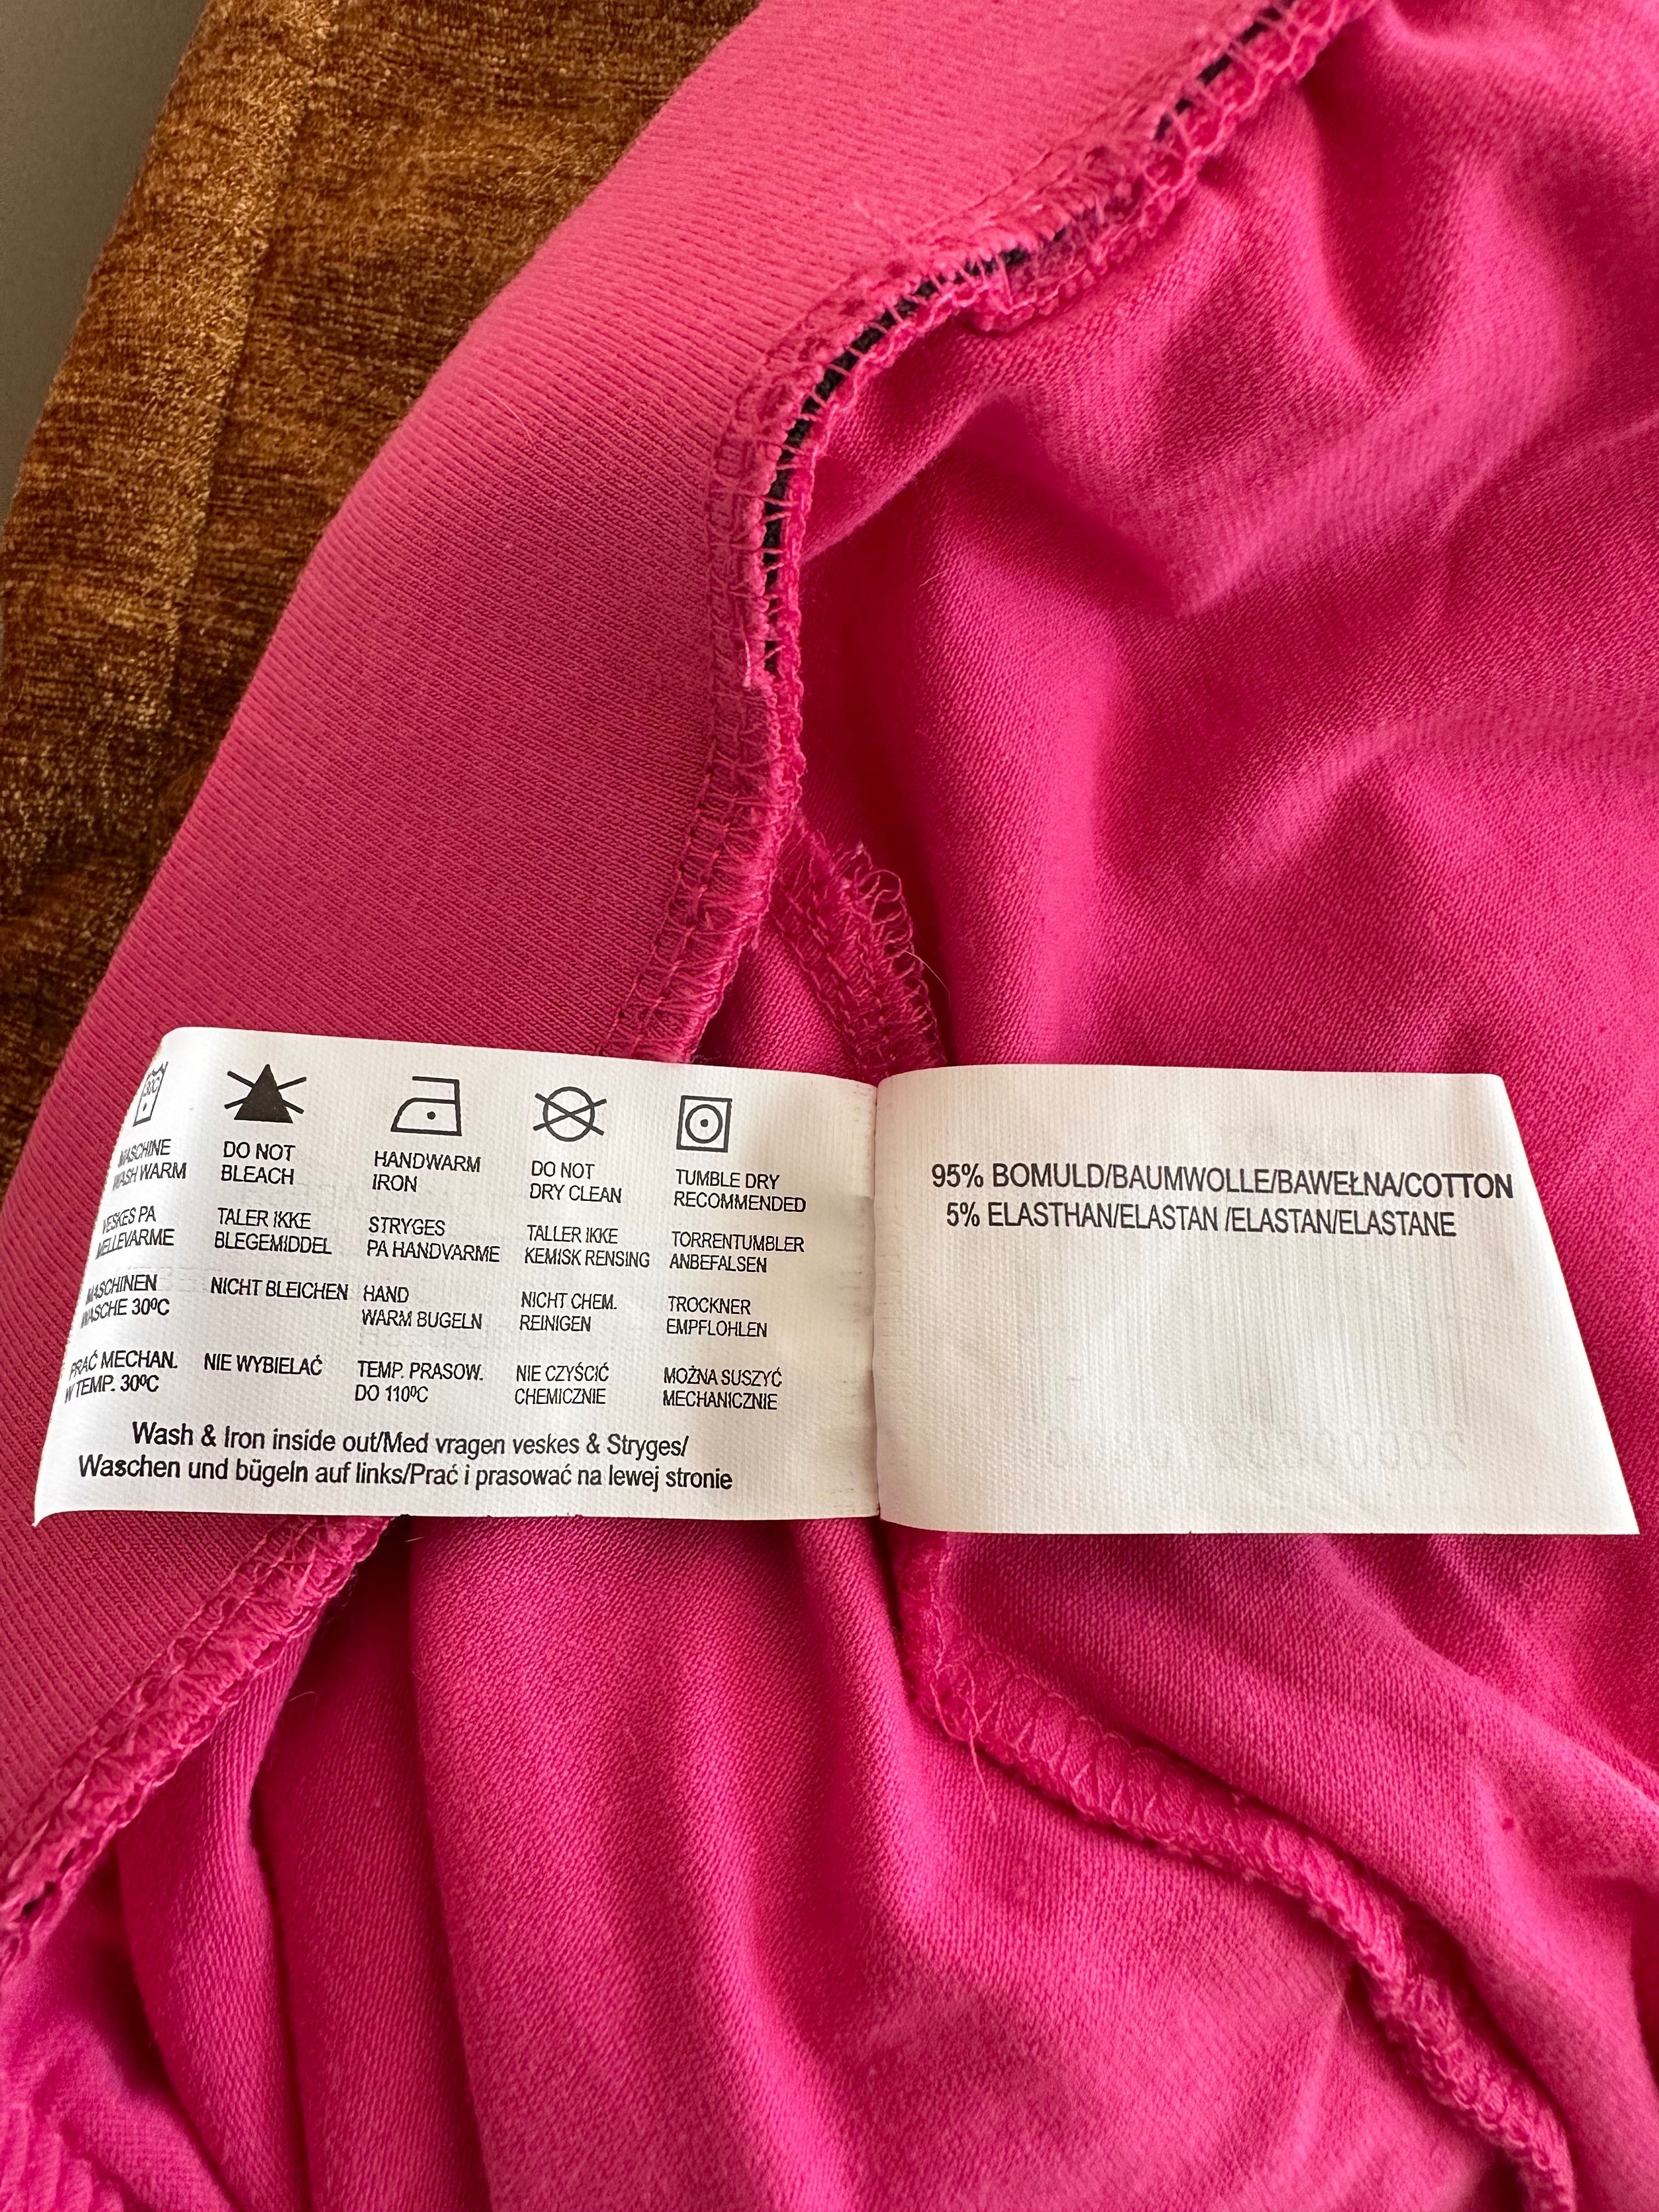 30C
MASCHINE
WASH WARM
VESKES PA
MELLEVARME
MASCHINEN
WASCHE 30ºC
PRAĆ MECHAN.
W TEMP. 30ºC
DO NOT
BLEACH
TALER IKKE
BLEGEMIDDEL
NICHT BLEICHEN
NIE WYBIELAĆ
HANDWARM
IRON
STRYGES
PA HANDVARME
HAND
WARM BUGELN
TEMP. PRASOW.
DO 110ºC
DO NOT
DRY CLEAN
TALLER IKKE
KEMISK RENSING
NICHT CHEM.
REINIGEN
NIE CZYŚCIĆ
CHEMICZNIE
TUMBLE DRY
RECOMMENDED
TORRENTUMBLER
ANBEFALSEN
TROCKNER
EMPFLOHLEN
MOŻNA SUSZYĆ
MECHANICZNIE
Wash & Iron inside out/Med vragen veskes & Stryges/
Waschen und bügeln auf links/Prać i prasować na lewej stronie
95% BOMULD/BAUMWOLLE/BAWEŁNA/COTTON
5% ELASTHAN/ELASTAN /ELASTAN/ELASTANE